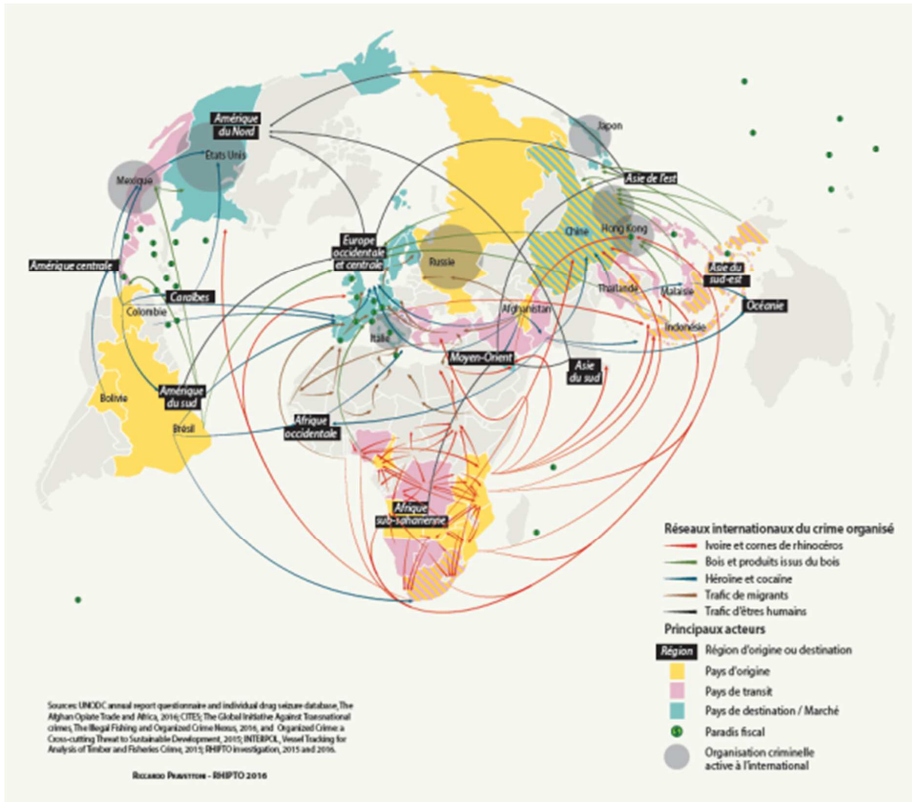 Japon
Amérique
du Nord
États Unis
Asie de l'est
Mexique
Chine
Hong Kong
Europe
occidentale
et centrale
Russie
Amérique centrale
Asie du
sud-est
Caraïbes
Thaïlande
Malaisie
Océanie
Colombie
Afghanistan
Indonésie
Italie
Moyen-Orient
Asie
du sud
Bolivie
Amérique
du sud
Brésil
Afrique
occidentale
Afrique
sub-saharienne
Réseaux internationaux du crime organisé
Ivoire et cornes de rhinocéros
Bois et produits issus du bois
Héroïne et cocaïne
Trafic de migrants
Trafic d'êtres humains
Principaux acteurs
Région Région d'origine ou destination
Pays d'origine
Pays de transit
Pays de destination / Marché
$ Paradis fiscal
Organisation criminelle
active à l'international
Sources: UNODC annual report questionnaire and individual drug seizure database, The
Afghan Opiate Trade and Africa, 2016; CITES; The Global Initiative Against Transnational
crimes, The Illegal Fishing and Organized Crime Nexus, 2016, and Organized Crime: a
Cross-cutting Threat to Sustainable Development, 2015; INTERPOL, Vessel Tracking for
Analysis of Timber and Fisheries Crime, 2015; RHIPTO investigation, 2015 and 2016.
RICCARDO PRAVETTONI - RHIPTO 2016